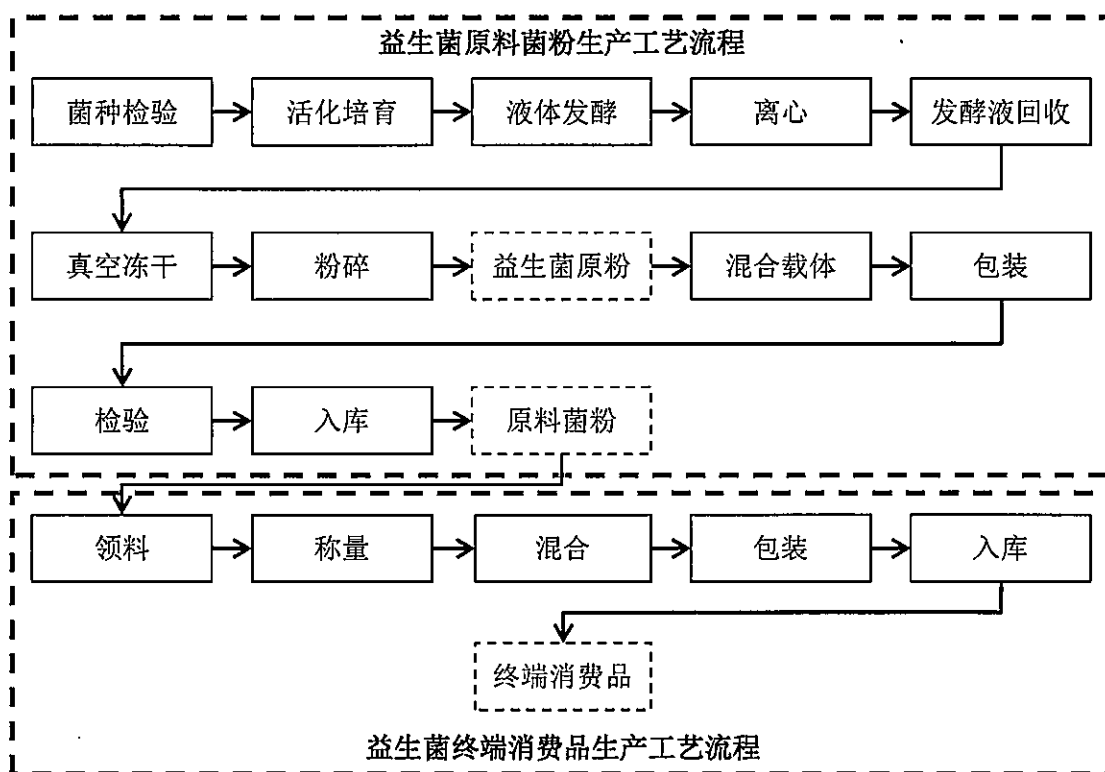 益生菌原料菌粉生产工艺流程
菌种检验
活化培育
液体发酵
离心
发酵液回收
真空冻干
粉碎
益生菌原粉
混合载体
包装
检验
入库
原料菌粉
领料
称量
混合
包装
入库
终端消费品
益生菌终端消费品生产工艺流程